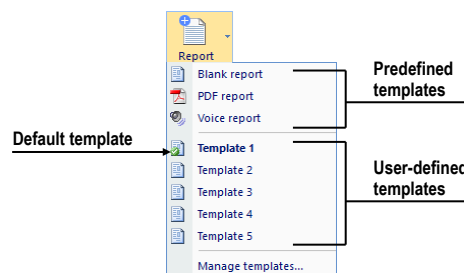 Report
Blank report
PDF report
Voice report
Predefined
templates
Default template
Template 1
Template 2
Template 3
Template 4
Template 5
User-defined
templates
Manage templates...